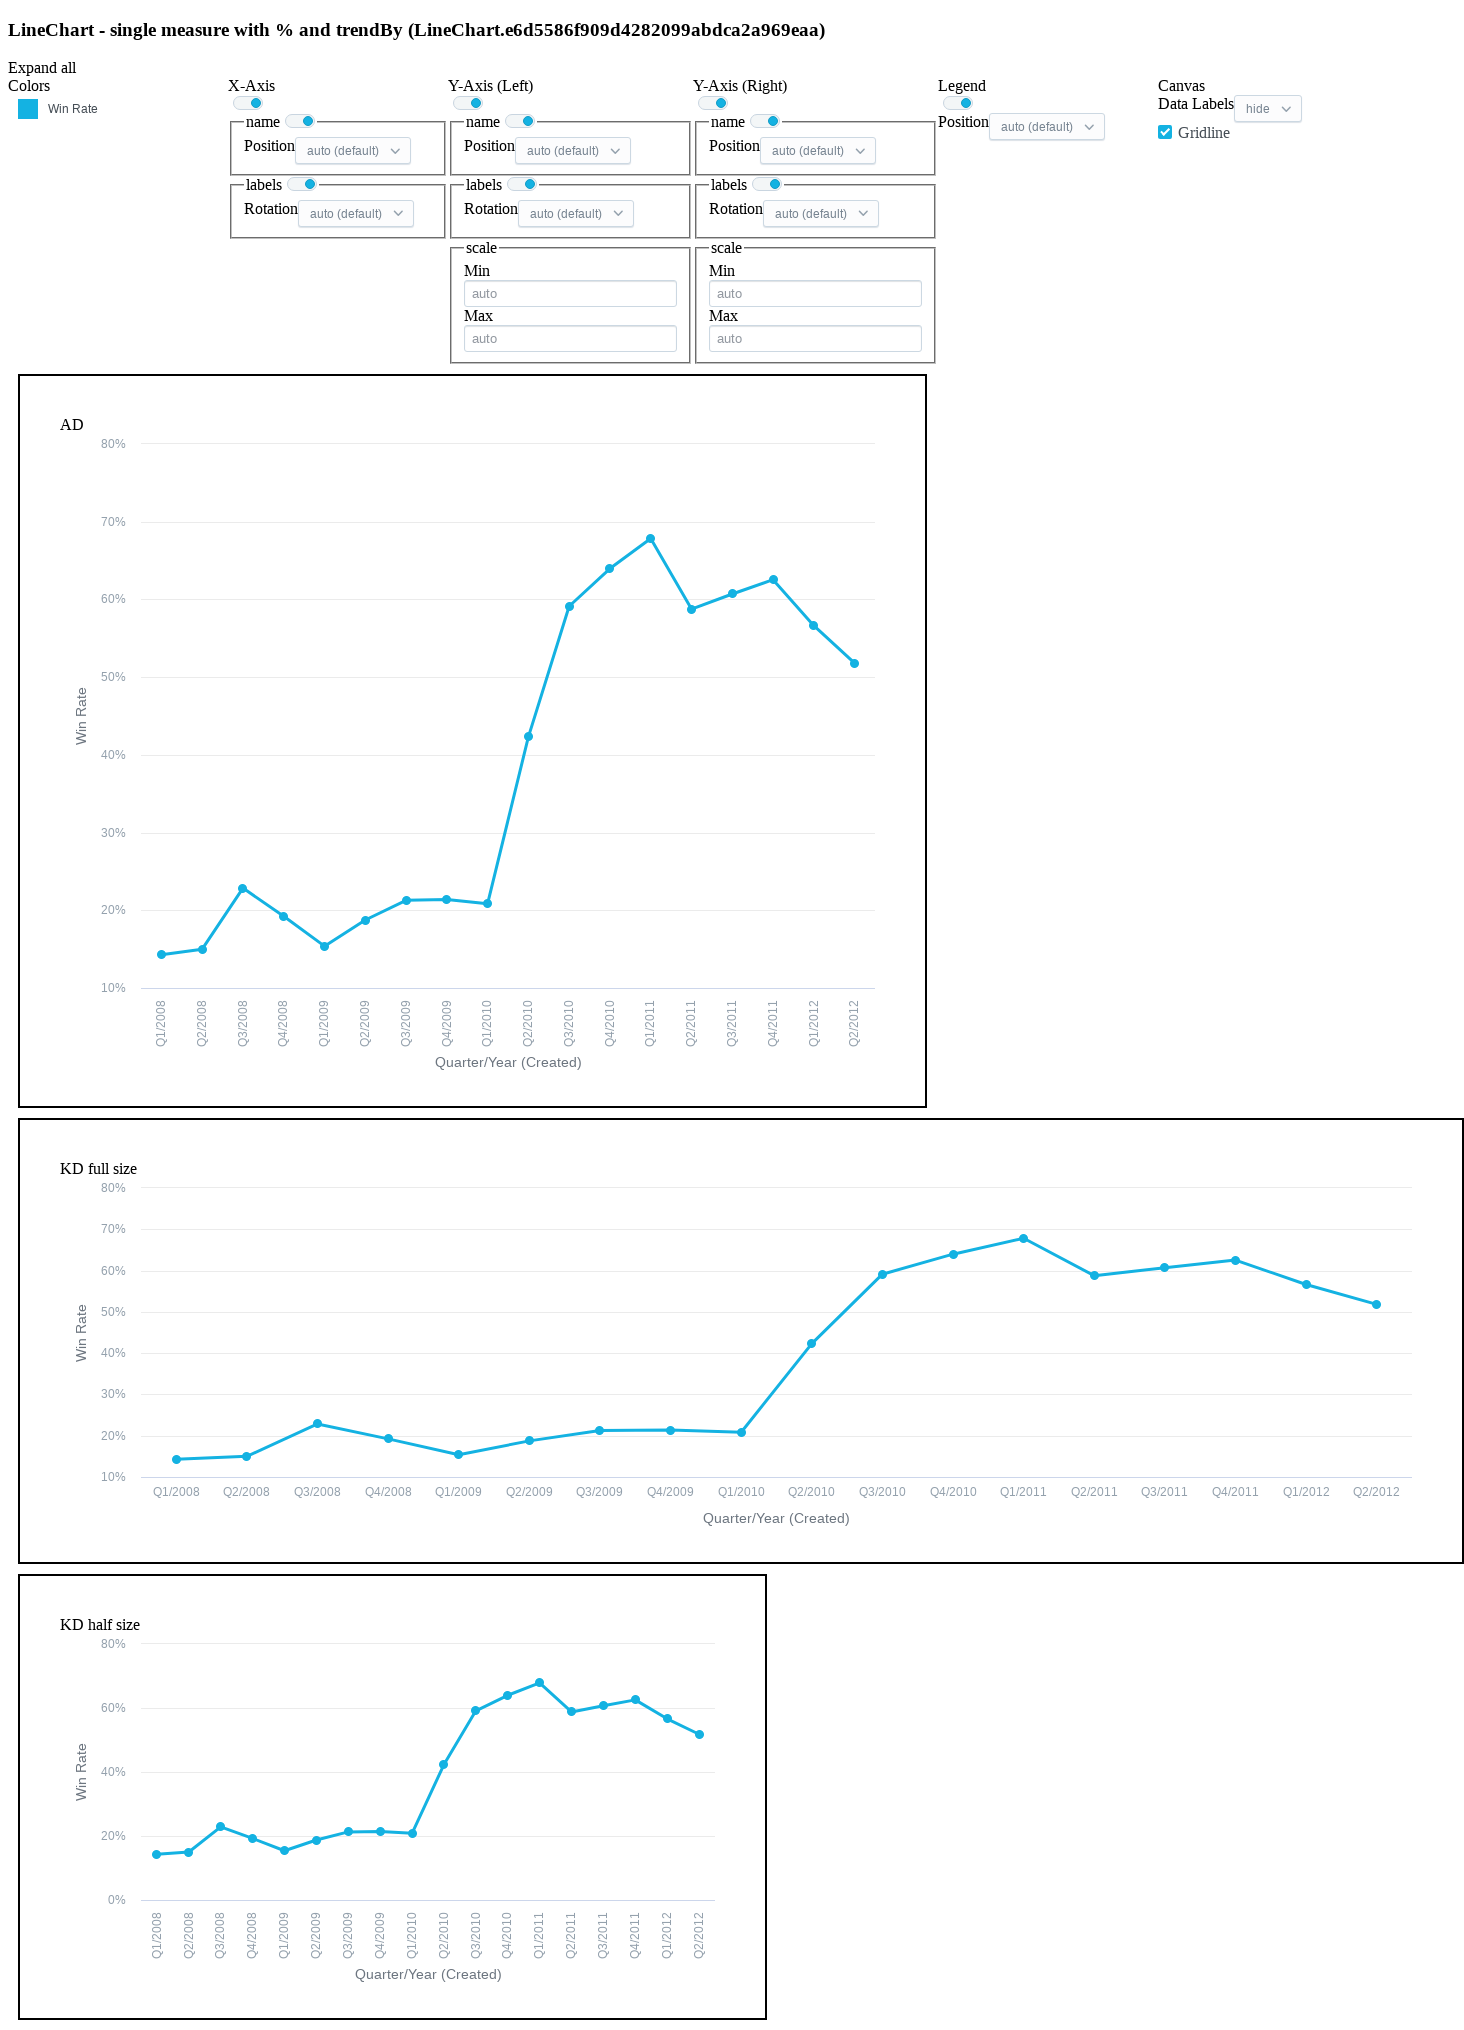 LineChart - single measure with % and trendBy (LineChart.e6d5586f909d4282099abdca2a969eaa)
Expand all
Colors
Win Rate
X-Axis
name
Position auto (default)
labels
Rotation auto (default)
Y-Axis (Left)
name
Position auto (default)
labels
Rotation auto (default)
scale
Min
auto
Max
auto
Y-Axis (Right)
name
Position auto (default)
labels
Rotation auto (default)
scale
Min
auto
Max
auto
Legend
Position auto (default)
Canvas
Data Labels hide
Gridline
AD
80%
70%
60%
50%
40%
30%
20%
10%
Win Rate
Q1/2008
Q2/2008
Q3/2008
Q4/2008
Q1/2009
Q2/2009
Q3/2009
Q4/2009
Q1/2010
Q2/2010
Q3/2010
Q4/2010
Q1/2011
Q2/2011
Q3/2011
Q4/2011
Q1/2012
Q2/2012
Quarter/Year (Created)
KD full size
80%
70%
60%
50%
40%
30%
20%
10%
Win Rate
Q1/2008 Q2/2008 Q3/2008 Q4/2008 Q1/2009 Q2/2009 Q3/2009 Q4/2009 Q1/2010 Q2/2010 Q3/2010 Q4/2010 Q1/2011 Q2/2011 Q3/2011 Q4/2011 Q1/2012 Q2/2012
Quarter/Year (Created)
KD half size
80%
60%
40%
20%
0%
Win Rate
Q1/2008
Q2/2008
Q3/2008
Q4/2008
Q1/2009
Q2/2009
Q3/2009
Q4/2009
Q1/2010
Q2/2010
Q3/2010
Q4/2010
Q1/2011
Q2/2011
Q3/2011
Q4/2011
Q1/2012
Q2/2012
Quarter/Year (Created)